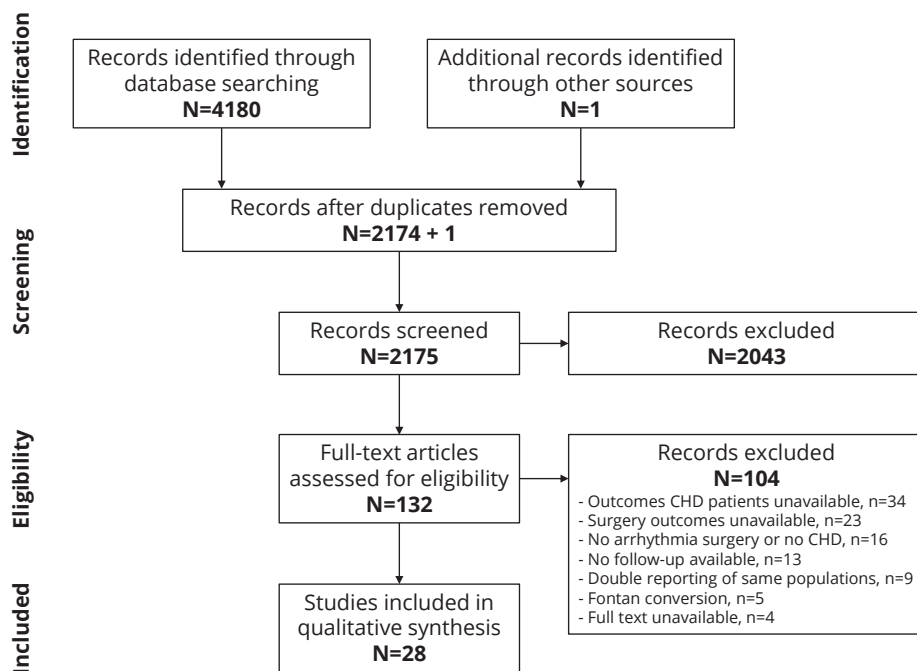 Identification
Records identified through
database searching
N=4180
Additional records identified
through other sources
N=1
Screening
Records after duplicates removed
N=2174 + 1
Records screened
N=2175
Records excluded
N=2043
Eligibility
Full-text articles
assessed for eligibility
N=132
Records excluded
N=104
- Outcomes CHD patients unavailable, n=34
- Surgery outcomes unavailable, n=23
- No arrhythmia surgery or no CHD, n=16
- No follow-up available, n=13
- Double reporting of same populations, n=9
- Fontan conversion, n=5
- Full text unavailable, n=4
Included
Studies included in
qualitative synthesis
N=28